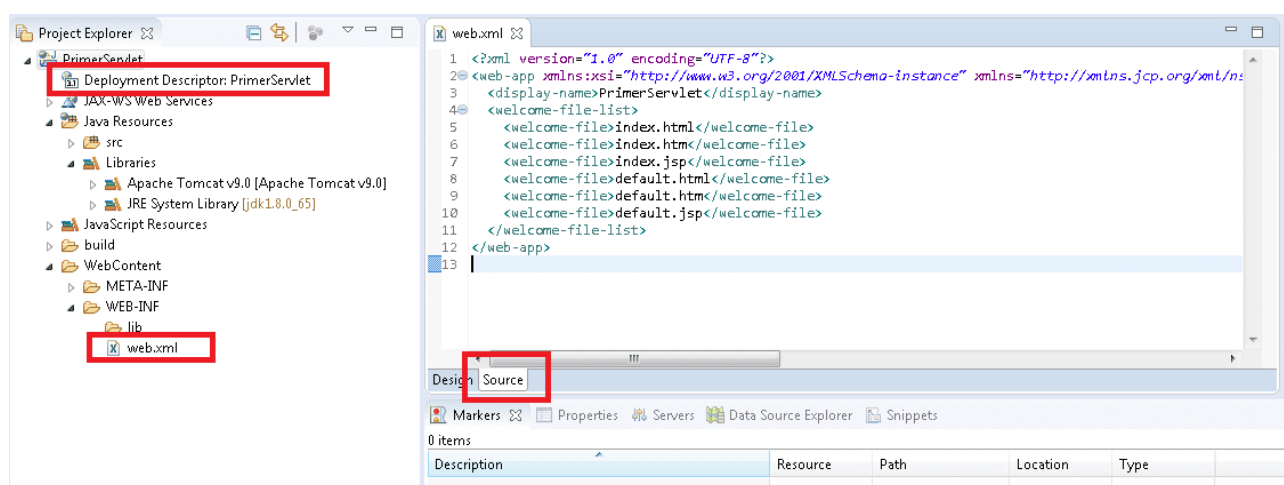 Project Explorer
PrimerServlet
Deployment Descriptor: PrimerServlet
JAX-WS Web Services
Java Resources
src
Libraries
Apache Tomcat v9.0 [Apache Tomcat v9.0]
JRE System Library [jdk1.8.0_65]
JavaScript Resources
build
WebContent
META-INF
WEB-INF
lib
web.xml
web.xml
1 <?xml version="1.0" encoding="UTF-8"?>
2 <web-app xmlns:xsi="http://www.w3.org/2001/XMLSchema-instance" xmlns="http://xmlns.jcp.org/xml/ns
3 <display-name>PrimerServlet</display-name>
4 <welcome-file-list>
5 <welcome-file>index.html</welcome-file>
6 <welcome-file>index.htm</welcome-file>
7 <welcome-file>index.jsp</welcome-file>
8 <welcome-file>default.html</welcome-file>
9 <welcome-file>default.htm</welcome-file>
10 <welcome-file>default.jsp</welcome-file>
11 </welcome-file-list>
12 </web-app>
13
Design Source
Markers Properties Servers Data Source Explorer Snippets
0 items
Description Resource Path Location Type